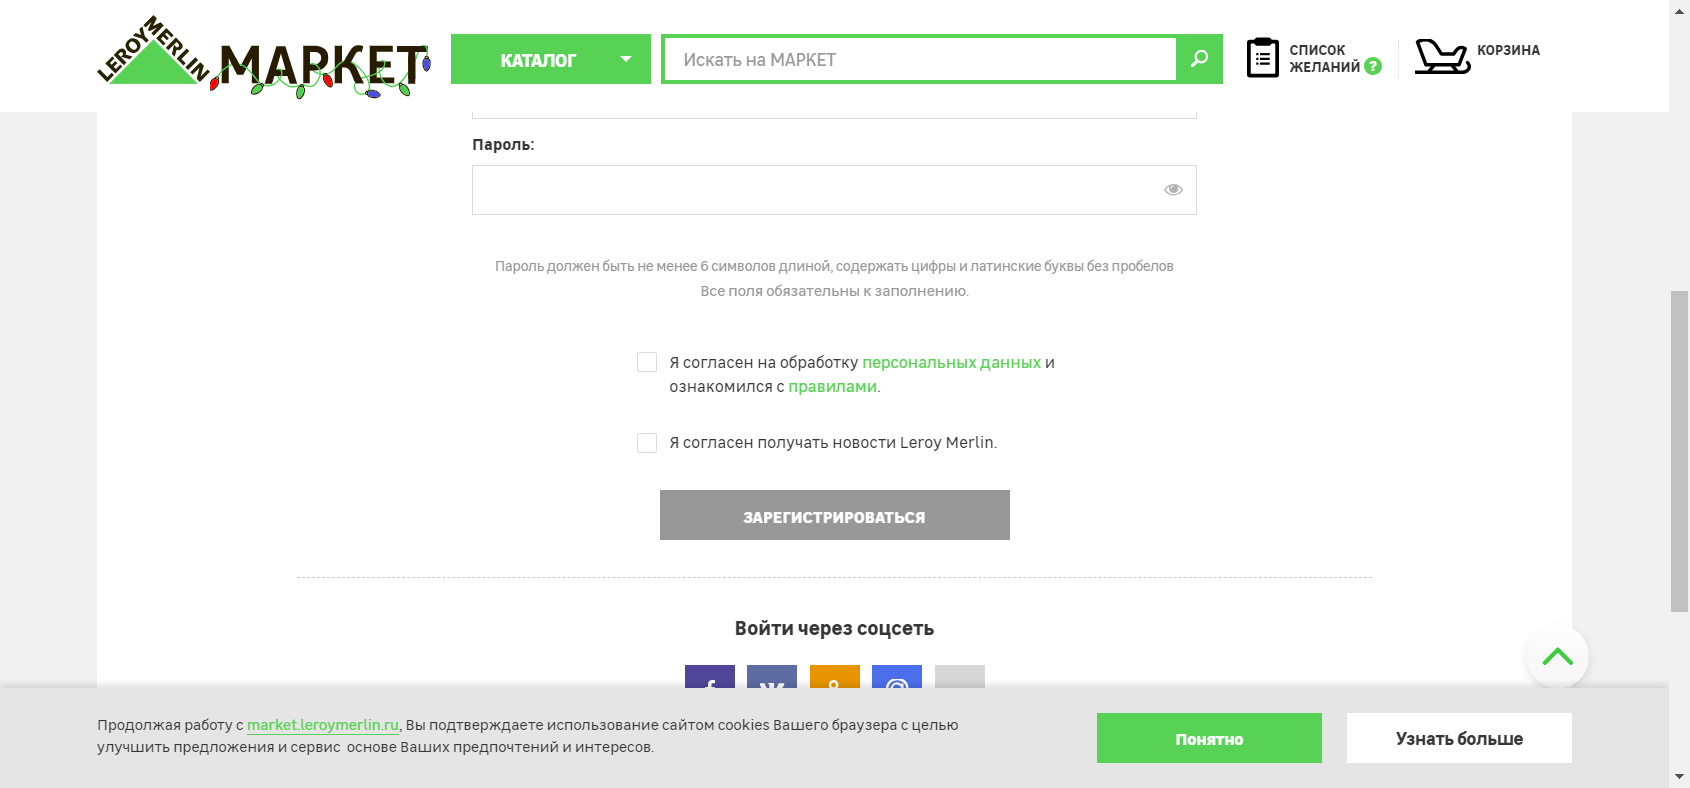 LEROY MERLIN МАРКЕТ
КАТАЛОГ
Искать на МАРКЕТ
СПИСОК
ЖЕЛАНИЙ ?
КОРЗИНА
Пароль:
Пароль должен быть не менее 6 символов длиной, содержать цифры и латинские буквы без пробелов
Все поля обязательны к заполнению.
Я согласен на обработку персональных данных и
ознакомился с правилами.
Я согласен получать новости Leroy Merlin.
ЗАРЕГИСТРИРОВАТЬСЯ
Войти через соцсеть
Продолжая работу с market.leroymerlin.ru, Вы подтверждаете использование сайтом cookies Вашего браузера с целью
улучшить предложения и сервис основе Ваших предпочтений и интересов.
Понятно
Узнать больше